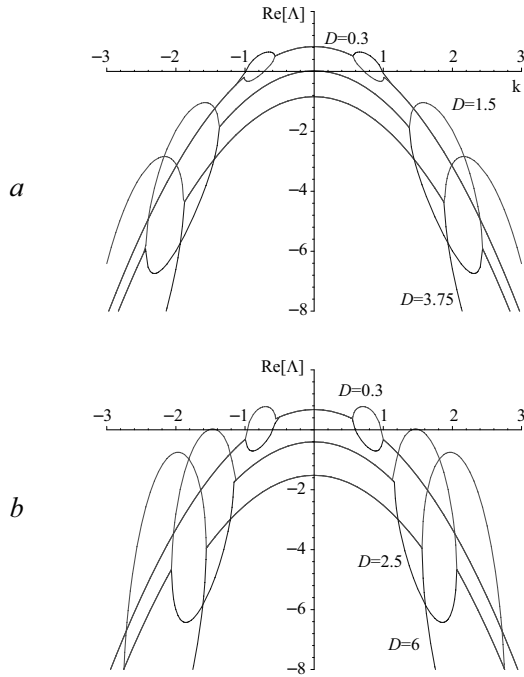 Re[Λ]
D=0.3
−3 −2 −1 1 2 3
k
D=1.5
−2
a
−4
−6
D=3.75
−8
Re[Λ]
D=0.3
−3 −2 −1 1 2 3
−2
b
−4
D=2.5
−6
D=6
−8